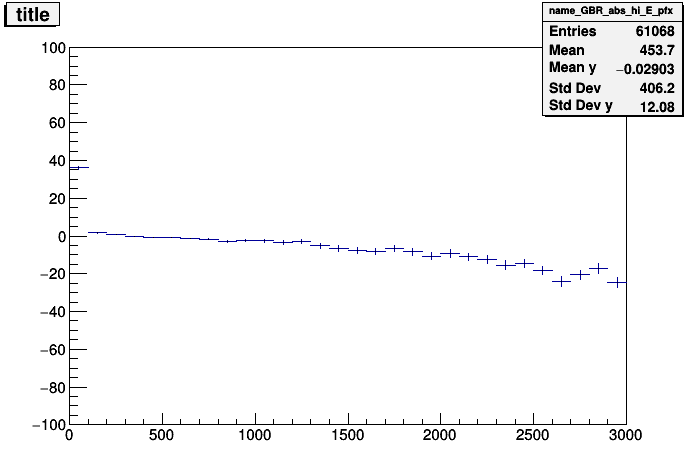 title
name_GBR_abs_hi_E_pfx
Entries 61068
Mean 453.7
Mean y −0.02903
Std Dev 406.2
Std Dev y 12.08
100
80
60
40
20
0
−20
−40
−60
−80
−100
0 500 1000 1500 2000 2500 3000